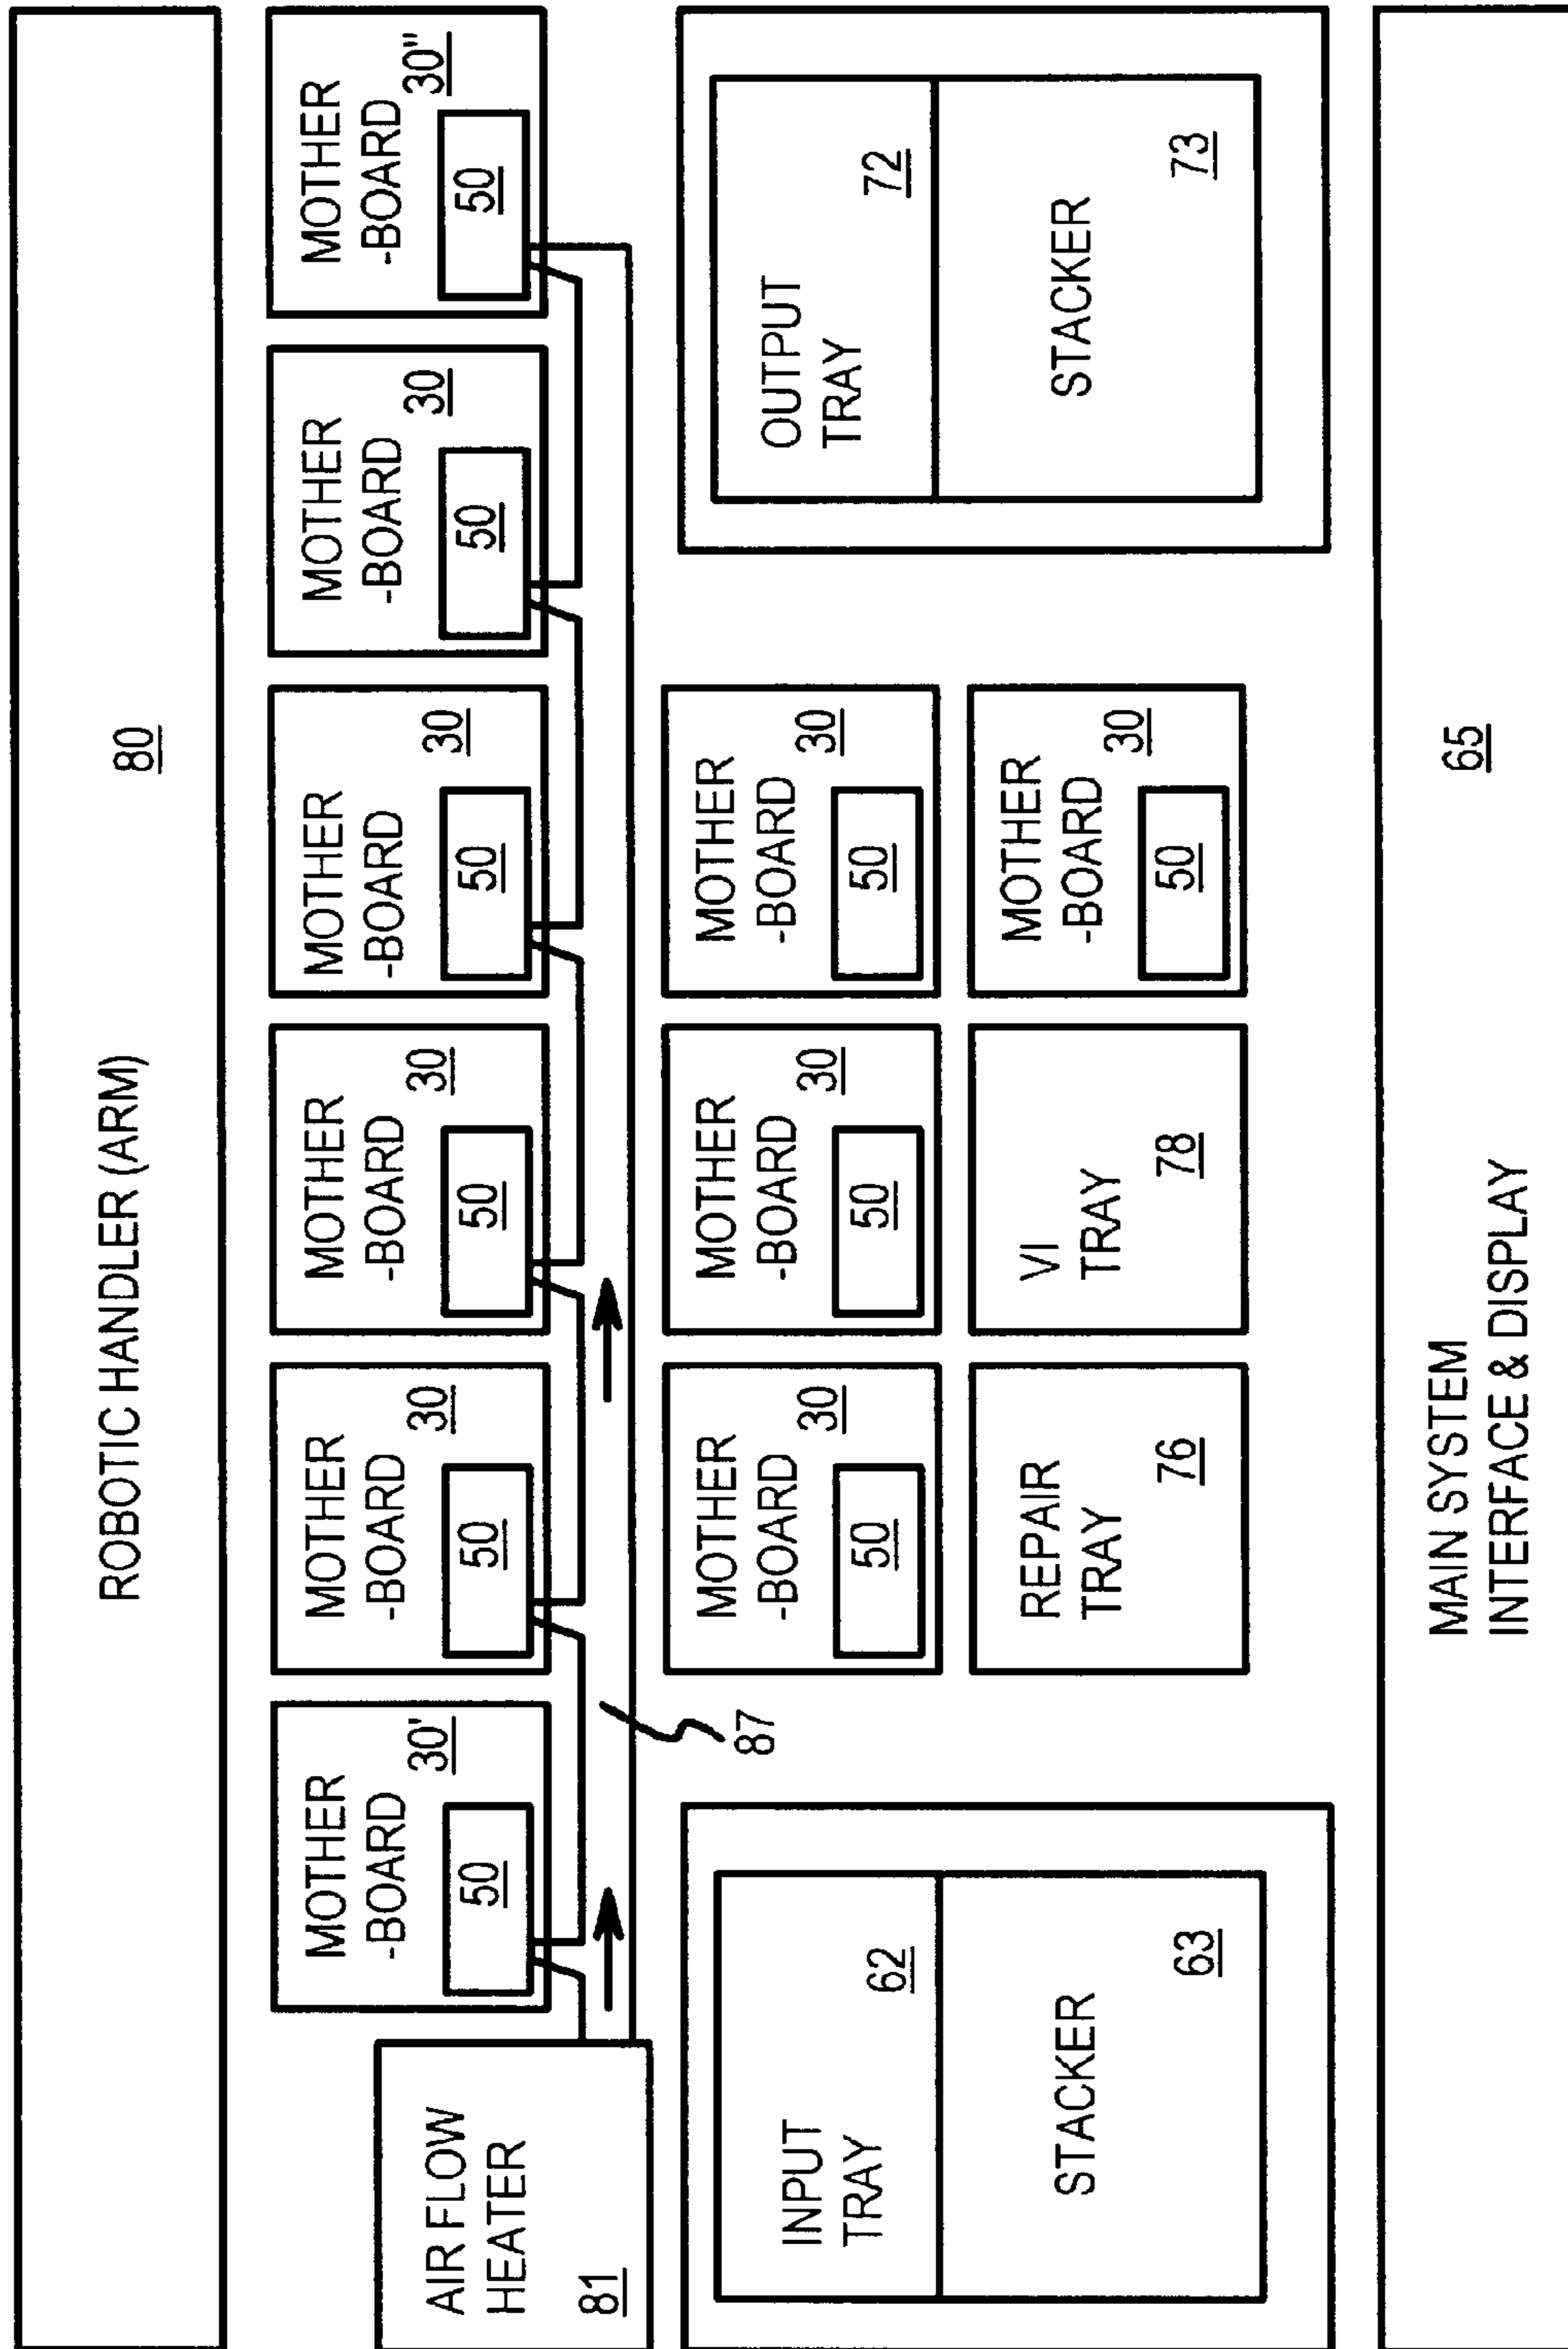 ROBOTIC HANDLER (ARM)
80
MOTHER
-BOARD
30'
50
MOTHER
-BOARD
30
50
MOTHER
-BOARD
30
50
MOTHER
-BOARD
30
50
MOTHER
-BOARD
30
50
MOTHER
-BOARD
30"
50
AIR FLOW
HEATER
81
87
INPUT
TRAY
62
STACKER
63
MOTHER
-BOARD
30
50
MOTHER
-BOARD
30
50
MOTHER
-BOARD
30
50
REPAIR
TRAY
76
VI
TRAY
78
MOTHER
-BOARD
30
50
OUTPUT
TRAY
72
STACKER
73
MAIN SYSTEM
INTERFACE & DISPLAY
65